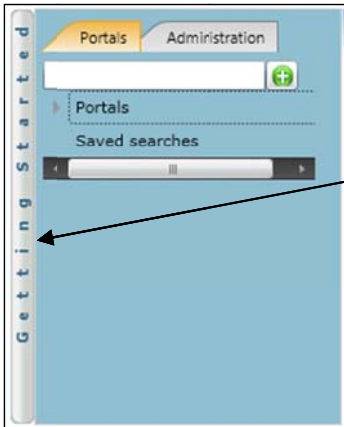 Getting Started
Portals
Administration
Portals
Saved searches